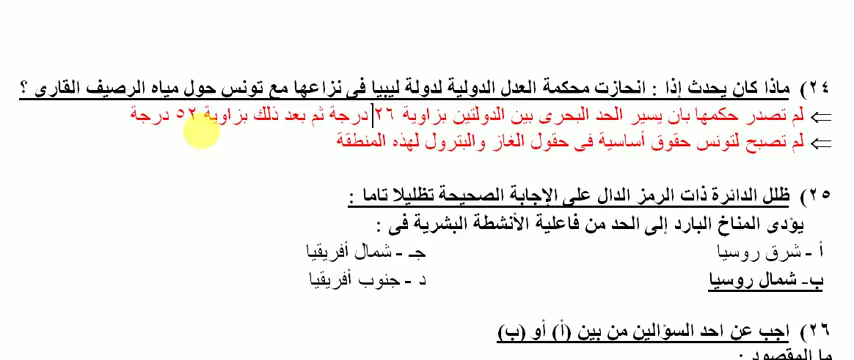 ٢٤) ماذا كان يحدث إذا : انحازت محكمة العدل الدولية لدولة ليبيا فى نزاعها مع تونس حول مياه الرصيف القارى ؟
⇐ لم تصدر حكمها بان يسير الحد البحرى بين الدولتين بزاوية ٢٦ درجة ثم بعد ذلك بزاوية ٥٢ درجة
⇐ لم تصبح لتونس حقوق أساسية فى حقول الغاز والبترول لهذه المنطقة
٢٥) ظلل الدائرة ذات الرمز الدال على الإجابة الصحيحة تظليلا تاما :
يؤدى المناخ البارد إلى الحد من فاعلية الأنشطة البشرية فى :
أ - شرق روسيا جـ - شمال أفريقيا
ب- شمال روسيا د - جنوب أفريقيا
٢٦) اجب عن احد السؤالين من بين (أ) أو (ب)
ما المقصود :